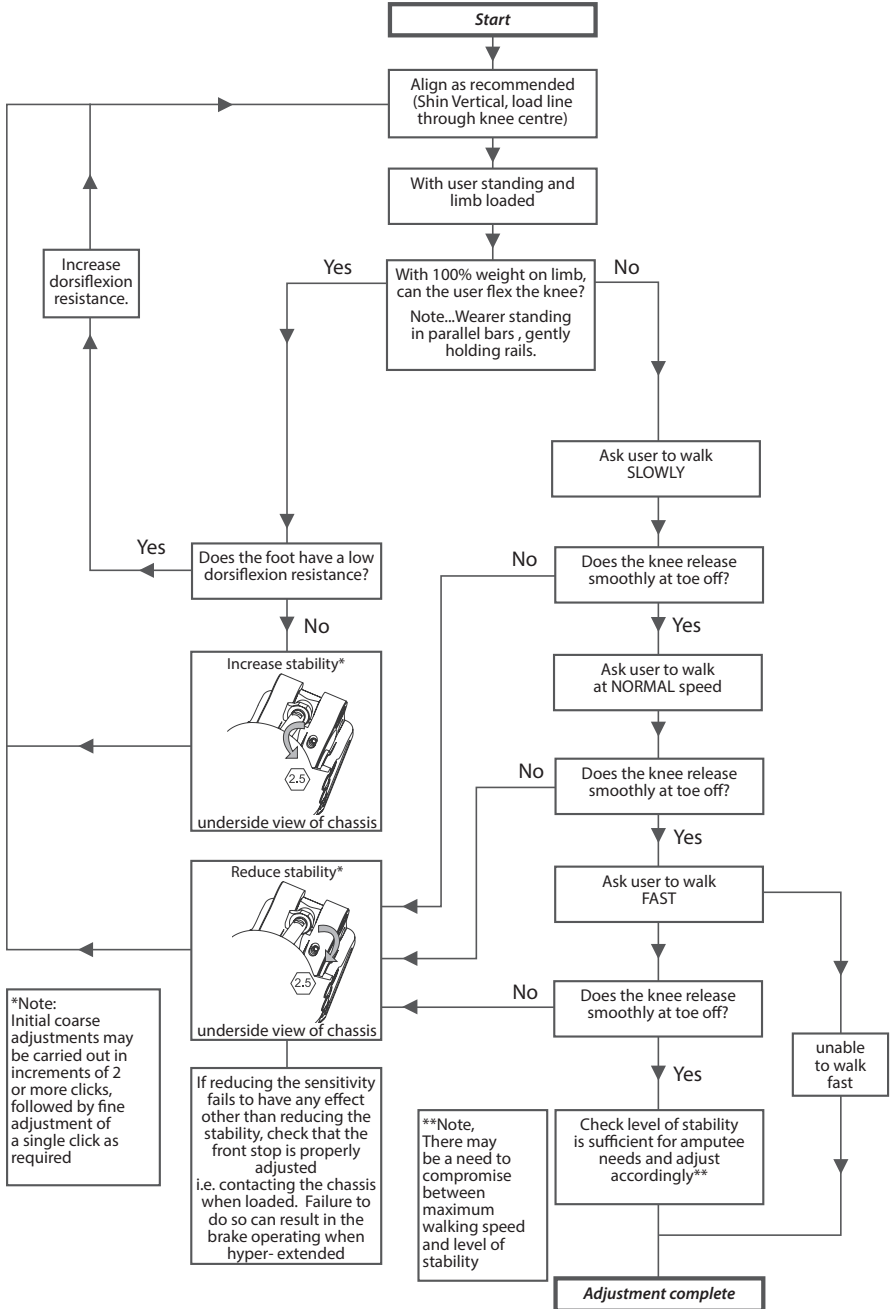 Start
Align as recommended
(Shin Vertical, load line
through knee centre)
With user standing and
limb loaded
Yes
With 100% weight on limb,
can the user flex the knee?
Note...Wearer standing
in parallel bars , gently
holding rails.
No
Increase
dorsiflexion
resistance.
Ask user to walk
SLOWLY
Yes
Does the foot have a low
dorsiflexion resistance?
No
Does the knee release
smoothly at toe off?
No
Yes
Increase stability*
2.5
underside view of chassis
Ask user to walk
at NORMAL speed
No
Does the knee release
smoothly at toe off?
Yes
Reduce stability*
2.5
underside view of chassis
Ask user to walk
FAST
No
Does the knee release
smoothly at toe off?
Yes
unable
to walk
fast
*Note:
Initial coarse
adjustments may
be carried out in
increments of 2
or more clicks,
followed by fine
adjustment of
a single click as
required
If reducing the sensitivity
fails to have any effect
other than reducing the
stability, check that the
front stop is properly
adjusted
i.e. contacting the chassis
when loaded.  Failure to
do so can result in the
brake operating when
hyper- extended
**Note,
There may
be a need to
compromise
between
maximum
walking speed
and level of
stability
Check level of stability
is sufficient for amputee
needs and adjust
accordingly**
Adjustment complete